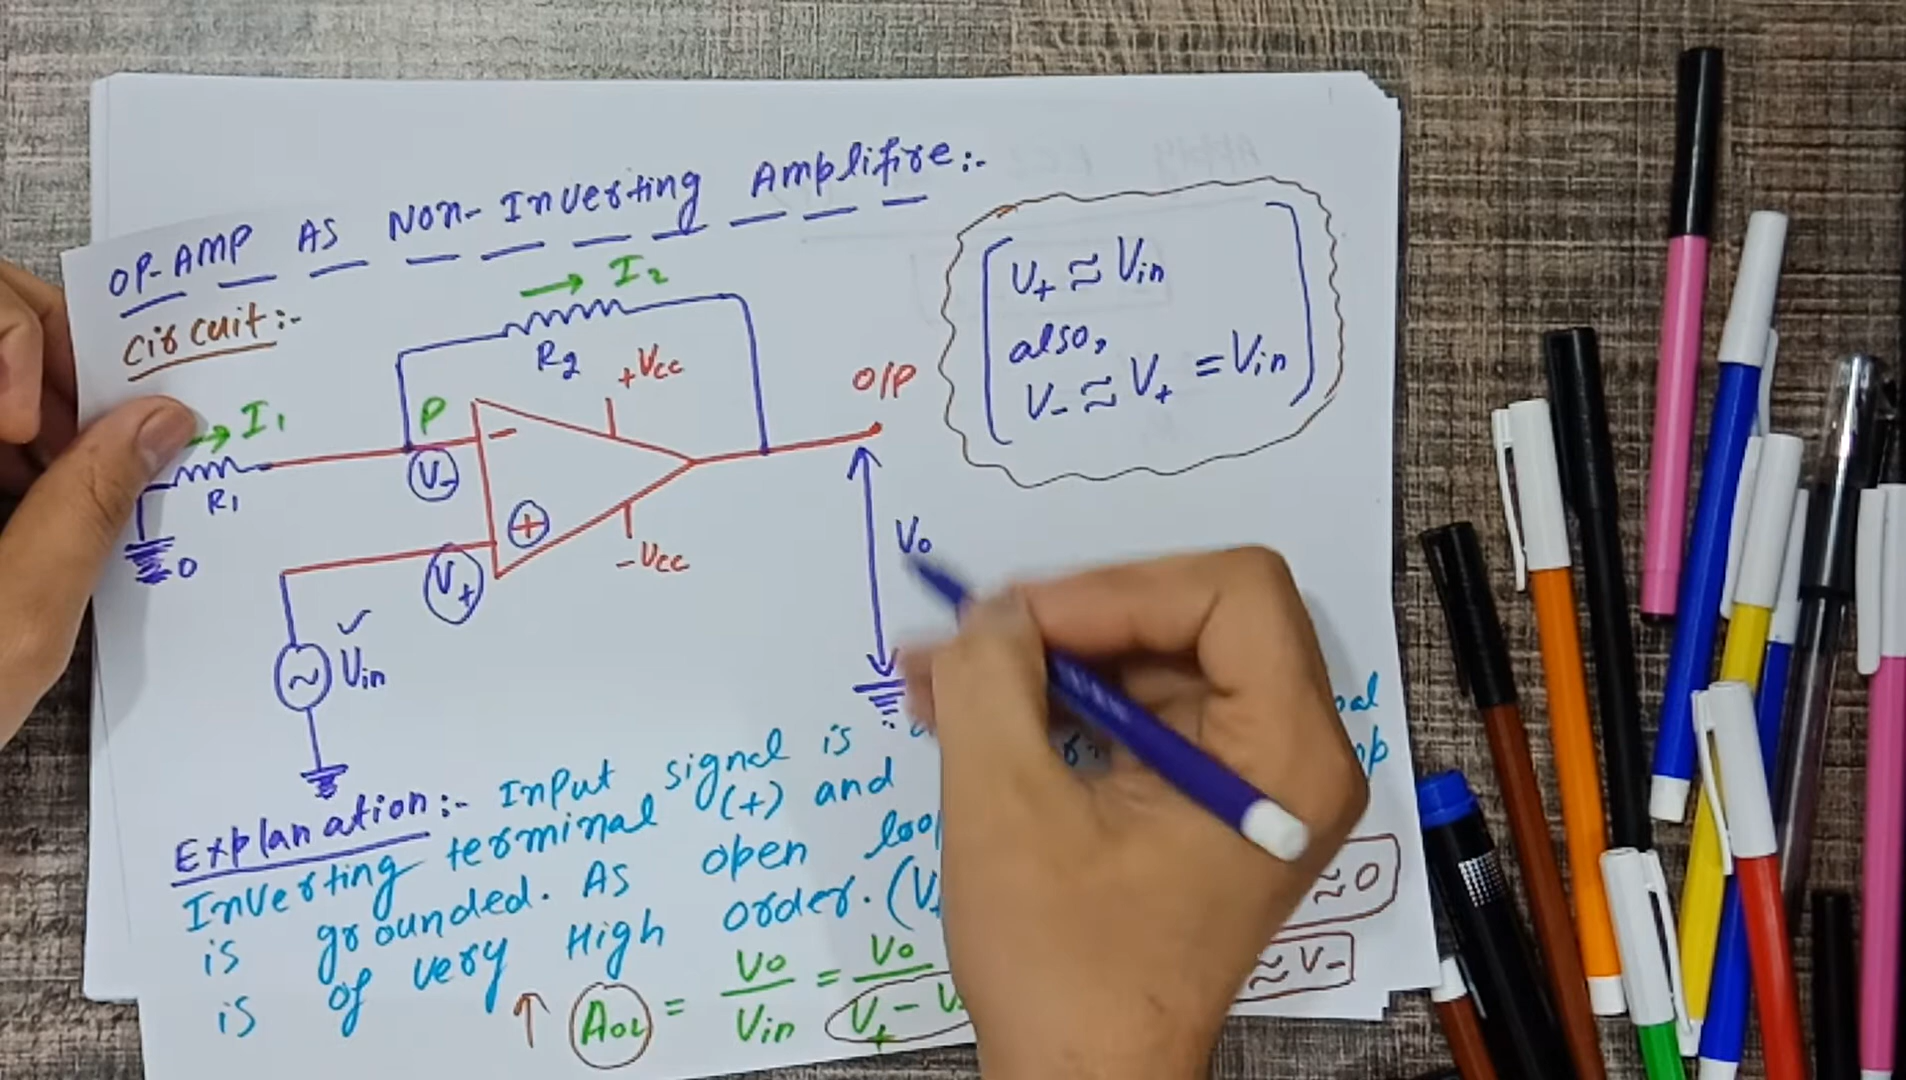 OP-AMP AS Non-Inverting Amplifire:-
Circuit:-
I2
R2
+Vcc
O/P
P
I1
R1
V-
-
+
V+
-Vcc
0
Vin
Vo
V+ ≈ Vin
also,
V- ≈ V+ = Vin
Explanation:- Input signal is
Inverting terminal (+) and
is grounded. As open
is of very High order.
≈ 0
≈ V-
↑ AOL = Vo/Vin = Vo/V+ -